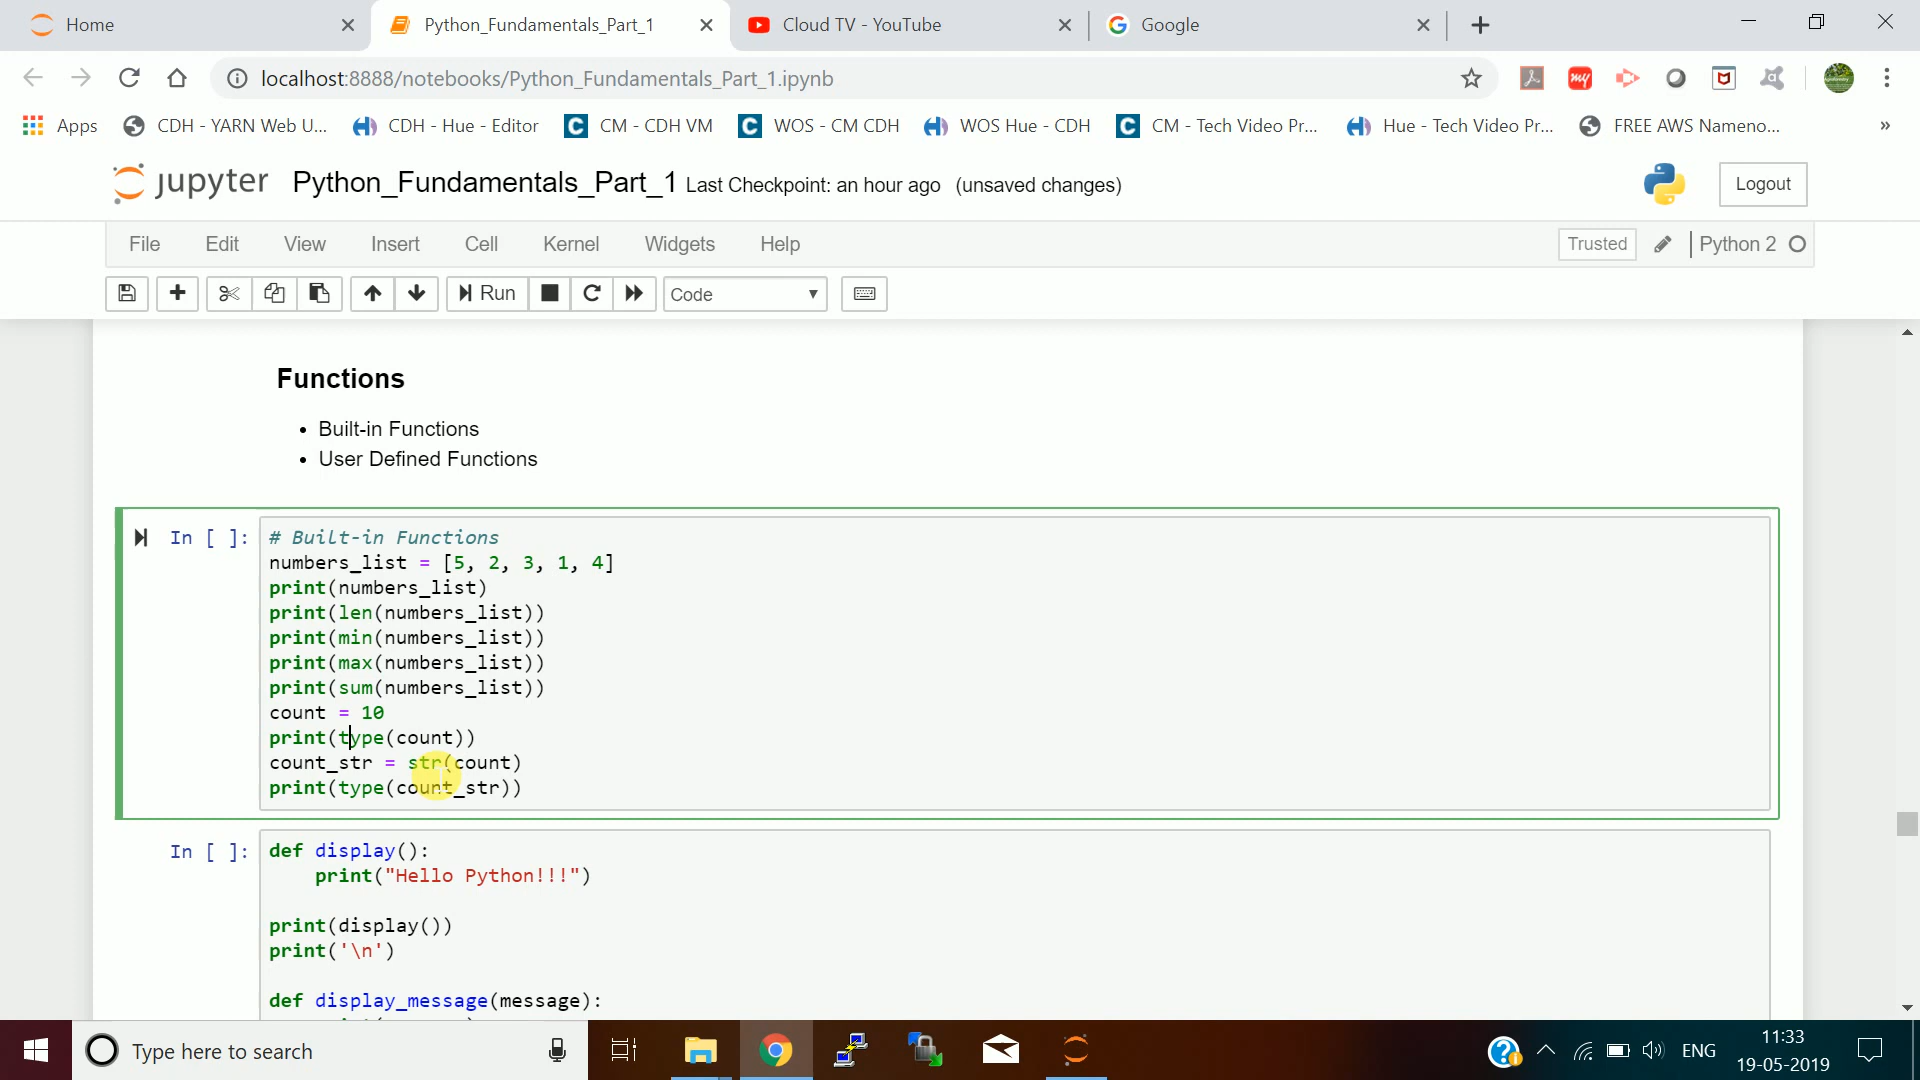 Home
Python_Fundamentals_Part_1
Cloud TV - YouTube
Google
localhost:8888/notebooks/Python_Fundamentals_Part_1.ipynb
Apps
CDH - YARN Web U...
CDH - Hue - Editor
CM - CDH VM
WOS - CM CDH
WOS Hue - CDH
CM - Tech Video Pr...
Hue - Tech Video Pr...
FREE AWS Nameno...
»
jupyter Python_Fundamentals_Part_1 Last Checkpoint: an hour ago (unsaved changes)
Logout
File Edit View Insert Cell Kernel Widgets Help
Trusted
Python 2
Run
Code
Functions
• Built-in Functions
• User Defined Functions
In [ ]:
# Built-in Functions
numbers_list = [5, 2, 3, 1, 4]
print(numbers_list)
print(len(numbers_list))
print(min(numbers_list))
print(max(numbers_list))
print(sum(numbers_list))
count = 10
print(type(count))
count_str = str(count)
print(type(count_str))
In [ ]:
def display():
    print("Hello Python!!!")
print(display())
print('\n')
def display_message(message):
Type here to search
ENG
11:33
19-05-2019